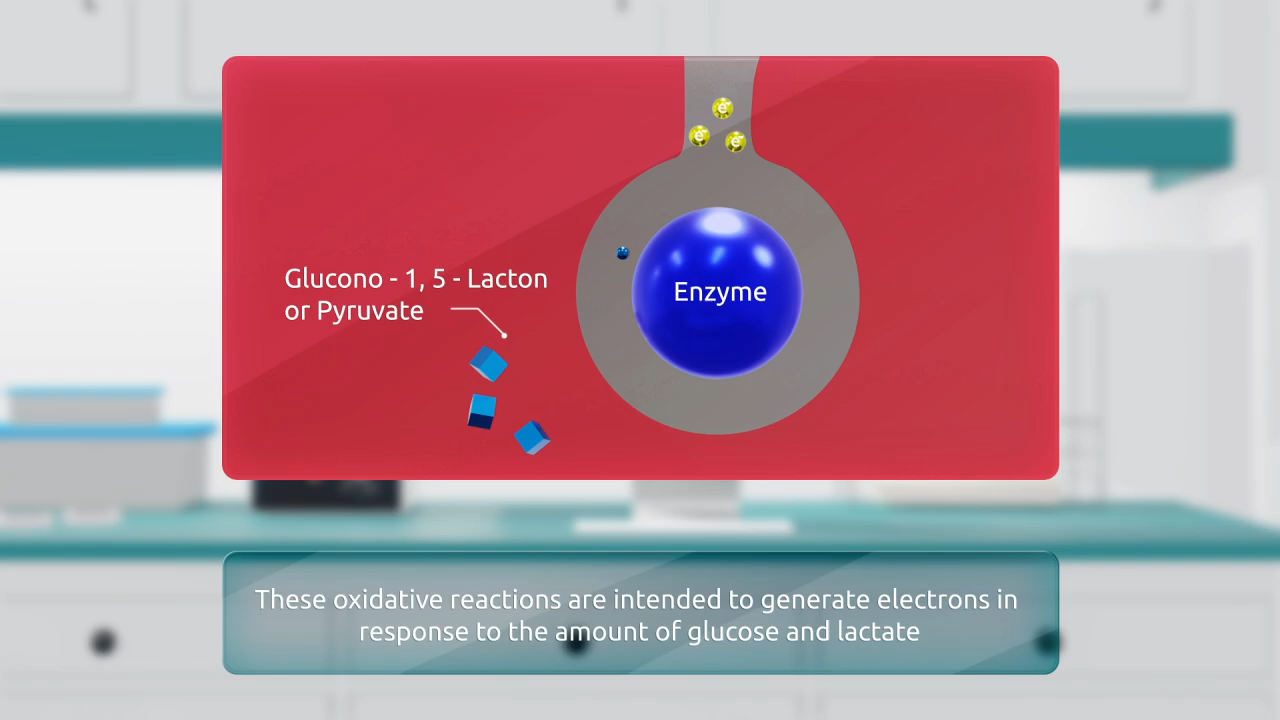 e⁻
e⁻
e⁻
Glucono - 1, 5 - Lacton
or Pyruvate
Enzyme
These oxidative reactions are intended to generate electrons in
response to the amount of glucose and lactate